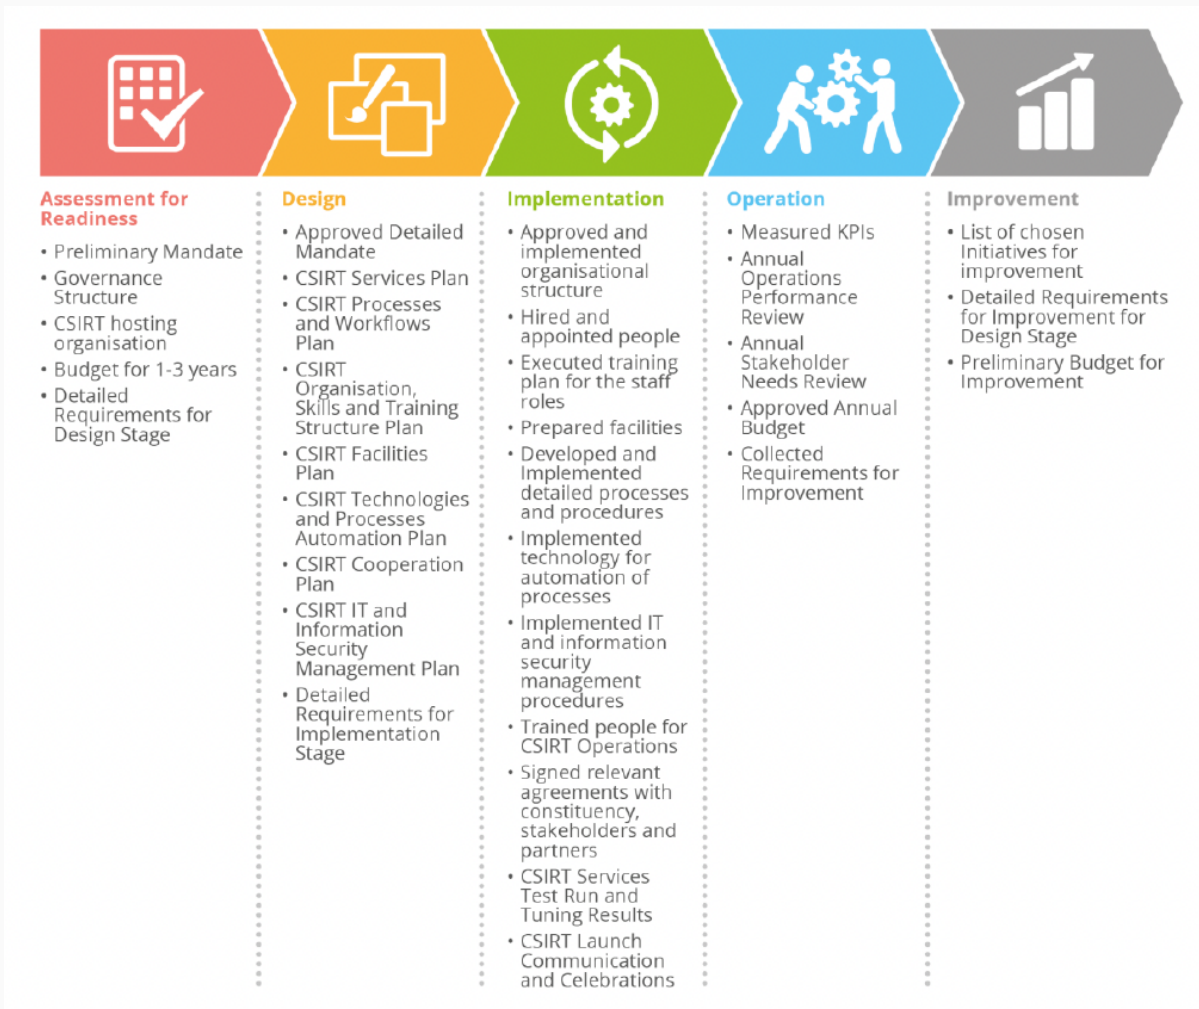 Assessment for
Readiness
• Preliminary Mandate
• Governance
Structure
• CSIRT hosting
organisation
• Budget for 1-3 years
• Detailed
Requirements for
Design Stage
Design
• Approved Detailed
Mandate
• CSIRT Services Plan
• CSIRT Processes
and Workflows
Plan
• CSIRT
Organisation,
Skills and Training
Structure Plan
• CSIRT Facilities
Plan
• CSIRT Technologies
and Processes
Automation Plan
• CSIRT Cooperation
Plan
• CSIRT IT and
Information
Security
Management Plan
• Detailed
Requirements for
Implementation
Stage
Implementation
• Approved and
implemented
organisational
structure
• Hired and
appointed people
• Executed training
plan for the staff
roles
• Prepared facilities
• Developed and
Implemented
detailed processes
and procedures
• Implemented
technology for
automation of
processes
• Implemented IT
and information
security
management
procedures
• Trained people for
CSIRT Operations
• Signed relevant
agreements with
constituency,
stakeholders and
partners
• CSIRT Services
Test Run and
Tuning Results
• CSIRT Launch
Communication
and Celebrations
Operation
• Measured KPIs
• Annual
Operations
Performance
Review
• Annual
Stakeholder
Needs Review
• Approved Annual
Budget
• Collected
Requirements for
Improvement
Improvement
• List of chosen
Initiatives for
improvement
• Detailed Requirements
for Improvement for
Design Stage
• Preliminary Budget for
Improvement